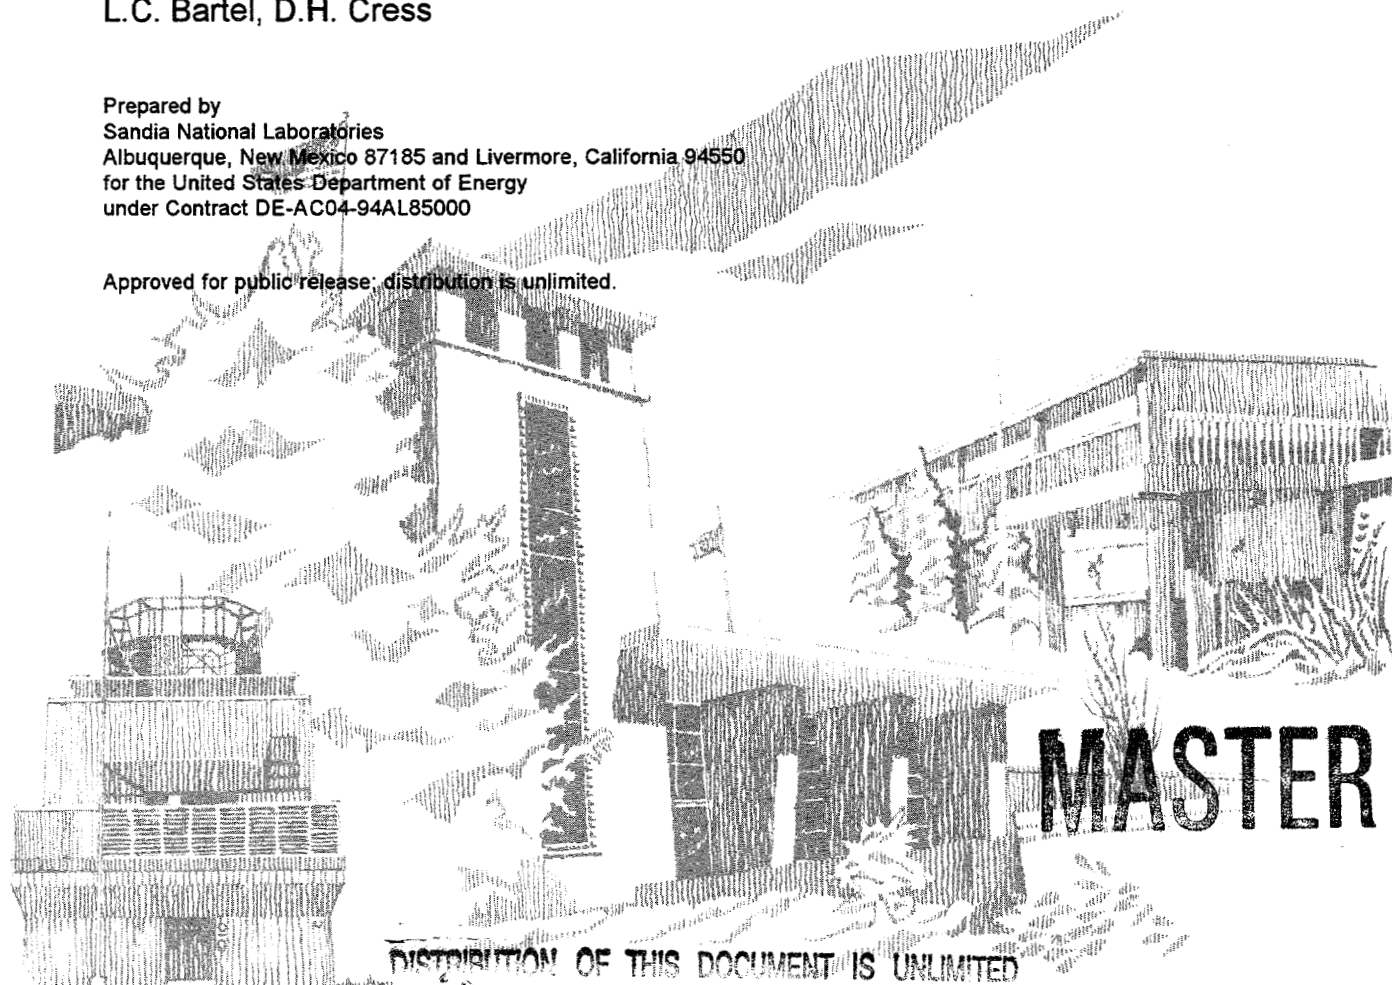 L.C. Bartel, D.H. Cress
Prepared by
Sandia National Laboratories
Albuquerque, New Mexico 87185 and Livermore, California 94550
for the United States Department of Energy
under Contract DE-AC04-94AL85000
Approved for public release; distribution is unlimited.
MASTER
DISTRIBUTION OF THIS DOCUMENT IS UNLIMITED